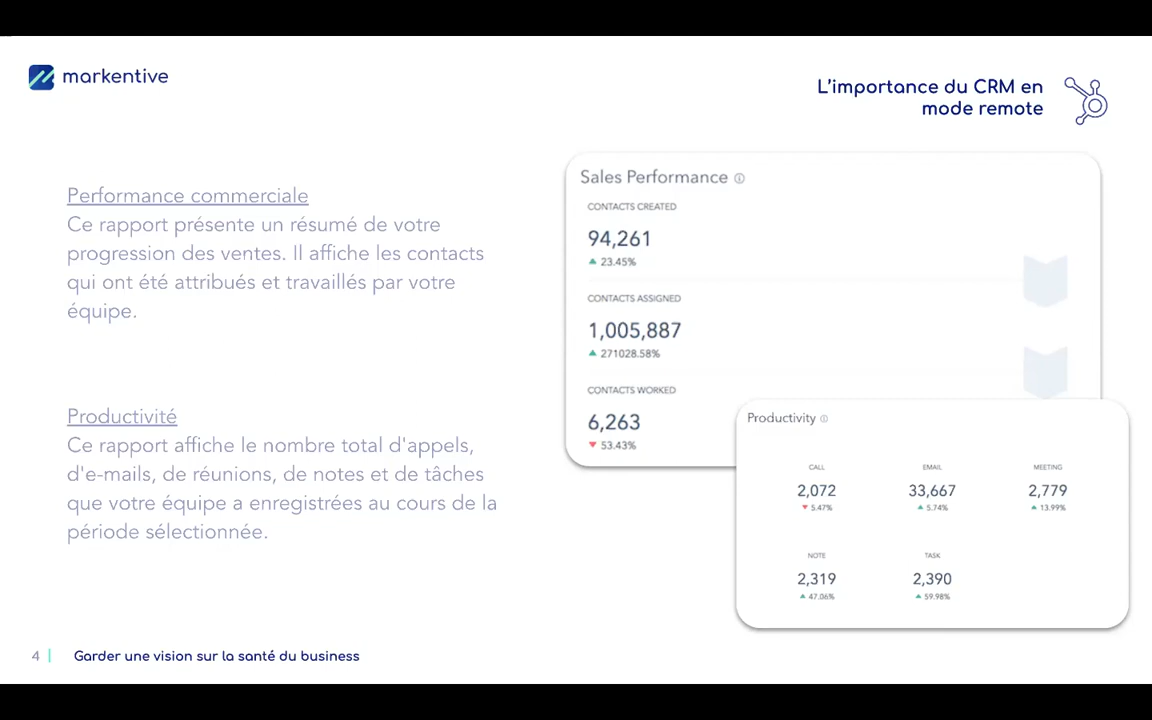 markentive
L'importance du CRM en
mode remote
Performance commerciale
Ce rapport présente un résumé de votre
progression des ventes. Il affiche les contacts
qui ont été attribués et travaillés par votre
équipe.
Productivité
Ce rapport affiche le nombre total d'appels,
d'e-mails, de réunions, de notes et de tâches
que votre équipe a enregistrées au cours de la
période sélectionnée.
Sales Performance
CONTACTS CREATED
94,261
23.45%
CONTACTS ASSIGNED
1,005,887
271028.58%
CONTACTS WORKED
6,263
53.43%
Productivity
CALL EMAIL MEETING
2,072 33,667 2,779
5.47% 5.74% 13.99%
NOTE TASK
2,319 2,390
47.06% 59.98%
4 Garder une vision sur la santé du business